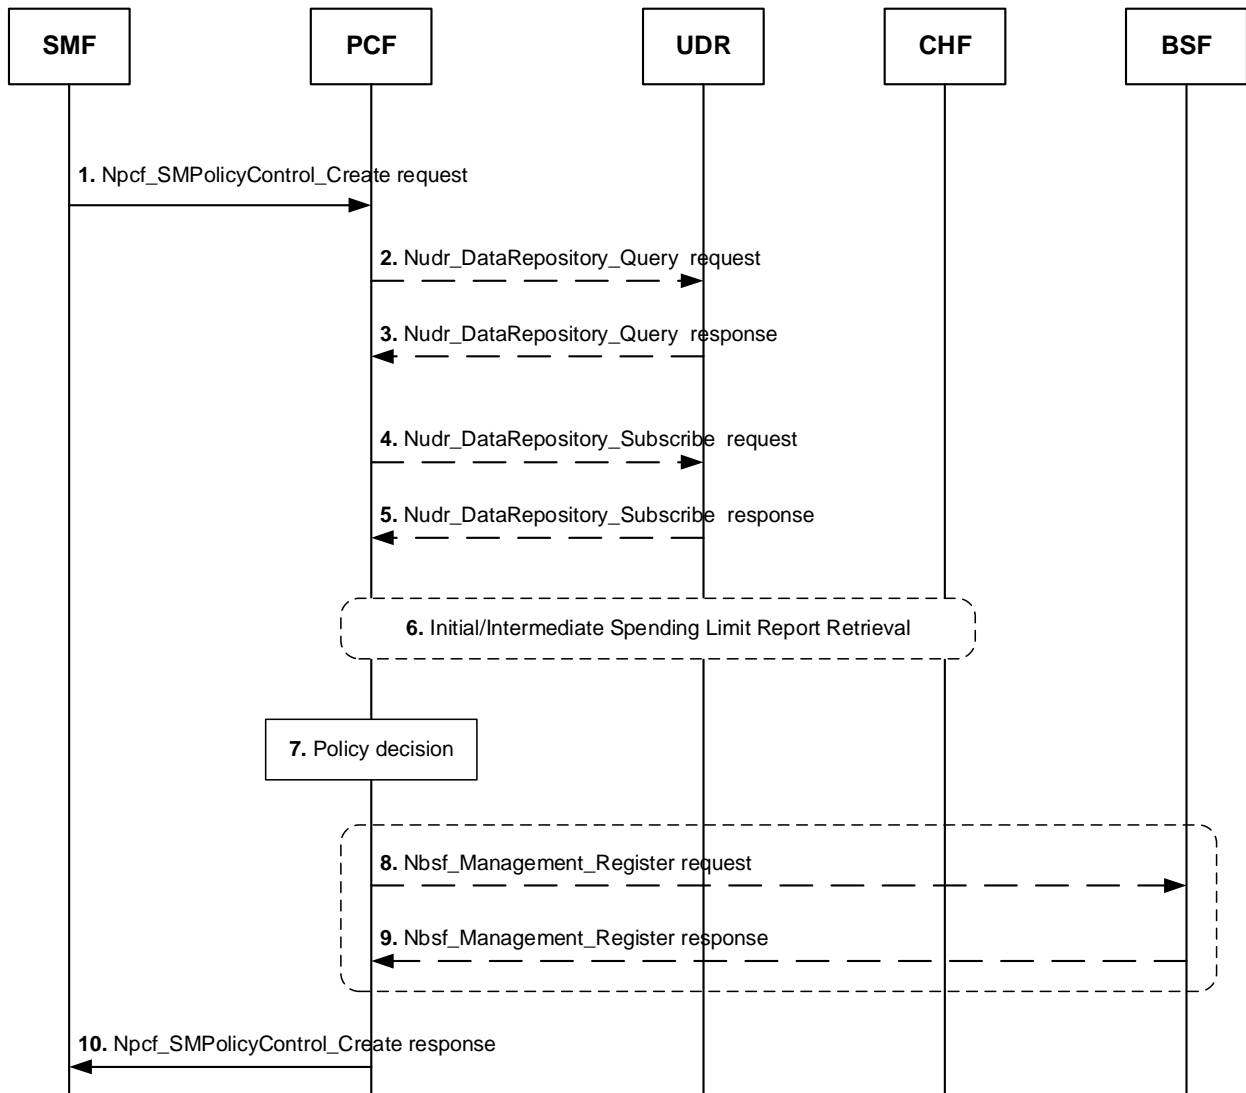 SMF
PCF
UDR
CHF
BSF
1. Npcf_SMPolicyControl_Create request
2. Nudr_DataRepository_Query request
3. Nudr_DataRepository_Query response
4. Nudr_DataRepository_Subscribe request
5. Nudr_DataRepository_Subscribe response
6. Initial/Intermediate Spending Limit Report Retrieval
7. Policy decision
8. Nbsf_Management_Register request
9. Nbsf_Management_Register response
10. Npcf_SMPolicyControl_Create response